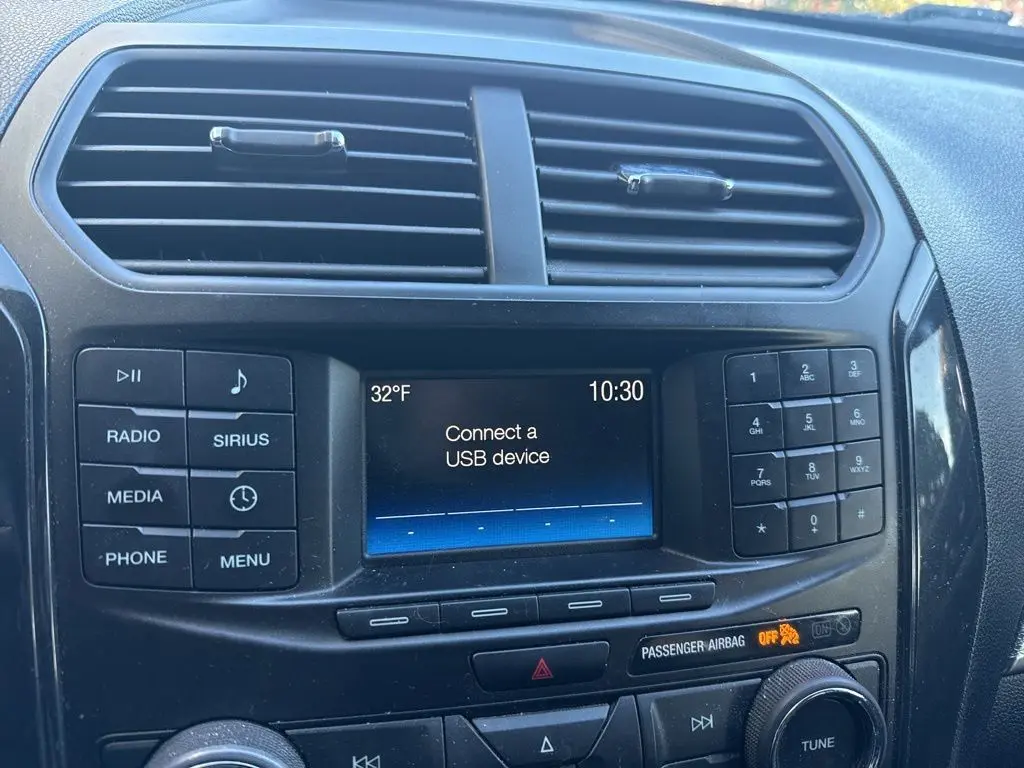 32°F 10:30
Connect a
USB device
RADIO
SIRIUS
MEDIA
PHONE
MENU
1
2
ABC
3
DEF
4
GHI
5
JKL
6
MNO
7
PQRS
8
TUV
9
WXYZ
*
0
+
#
PASSENGER AIRBAG OFF ON
TUNE